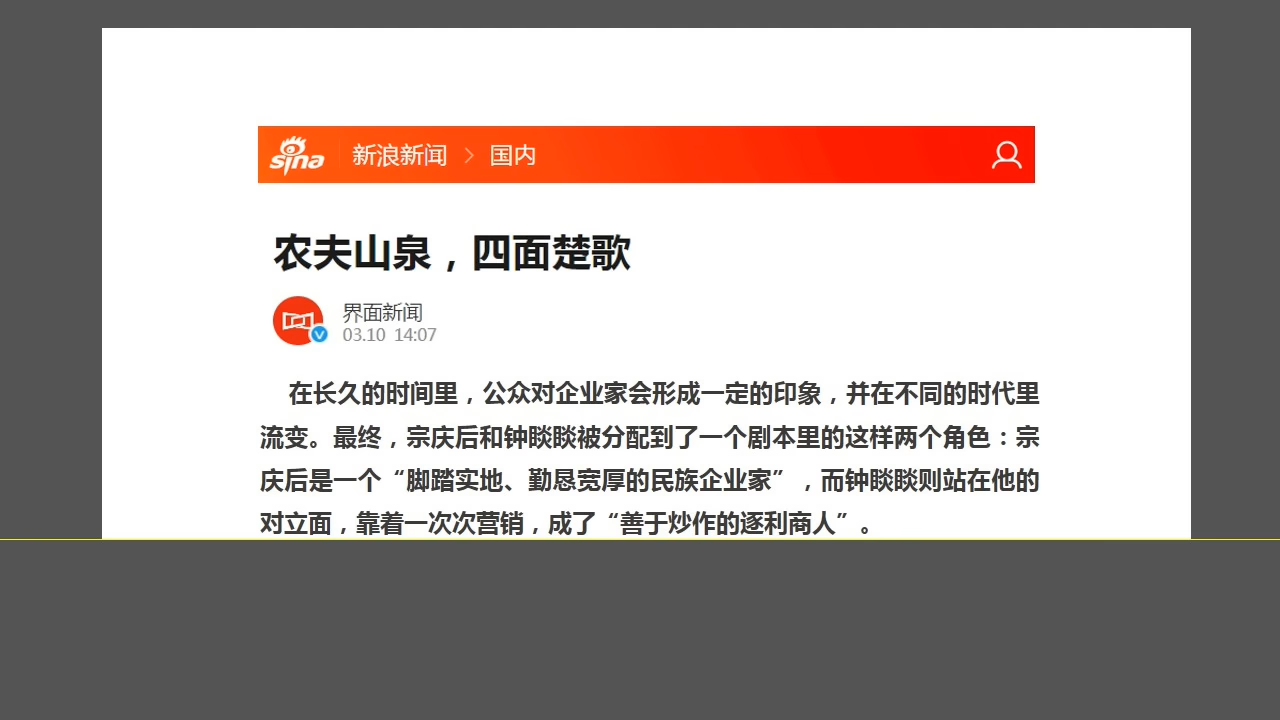 sina 新浪新闻 > 国内
农夫山泉，四面楚歌
界面新闻
03.10 14:07
在长久的时间里，公众对企业家会形成一定的印象，并在不同的时代里
流变。最终，宗庆后和钟睒睒被分配到了一个剧本里的这样两个角色：宗
庆后是一个“脚踏实地、勤恳宽厚的民族企业家”，而钟睒睒则站在他的
对立面，靠着一次次营销，成了“善于炒作的逐利商人”。